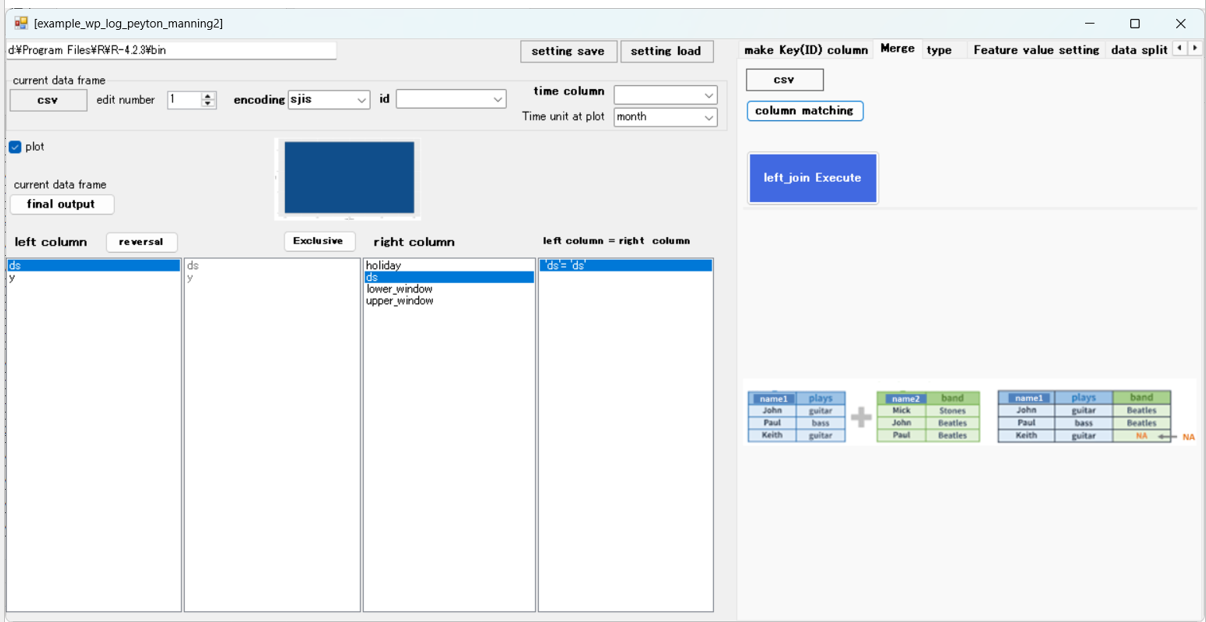 [example_wp_log_peyton_manning2]
d:¥Program Files¥R¥R-4.2.3¥bin
setting save
setting load
current data frame
csv
edit number
1
encoding
sjis
id
time column
Time unit at plot
month
plot
current data frame
final output
left column
reversal
Exclusive
right column
left column = right column
ds
y
ds
y
holiday
ds
lower_window
upper_window
'ds'= 'ds'
make Key(ID) column
Merge
type
Feature value setting
data split
csv
column matching
left_join Execute
name1 plays
John guitar
Paul bass
Keith guitar
name2 band
Mick Stones
John Beatles
Paul Beatles
name1 plays band
John guitar Beatles
Paul bass Beatles
Keith guitar NA
NA